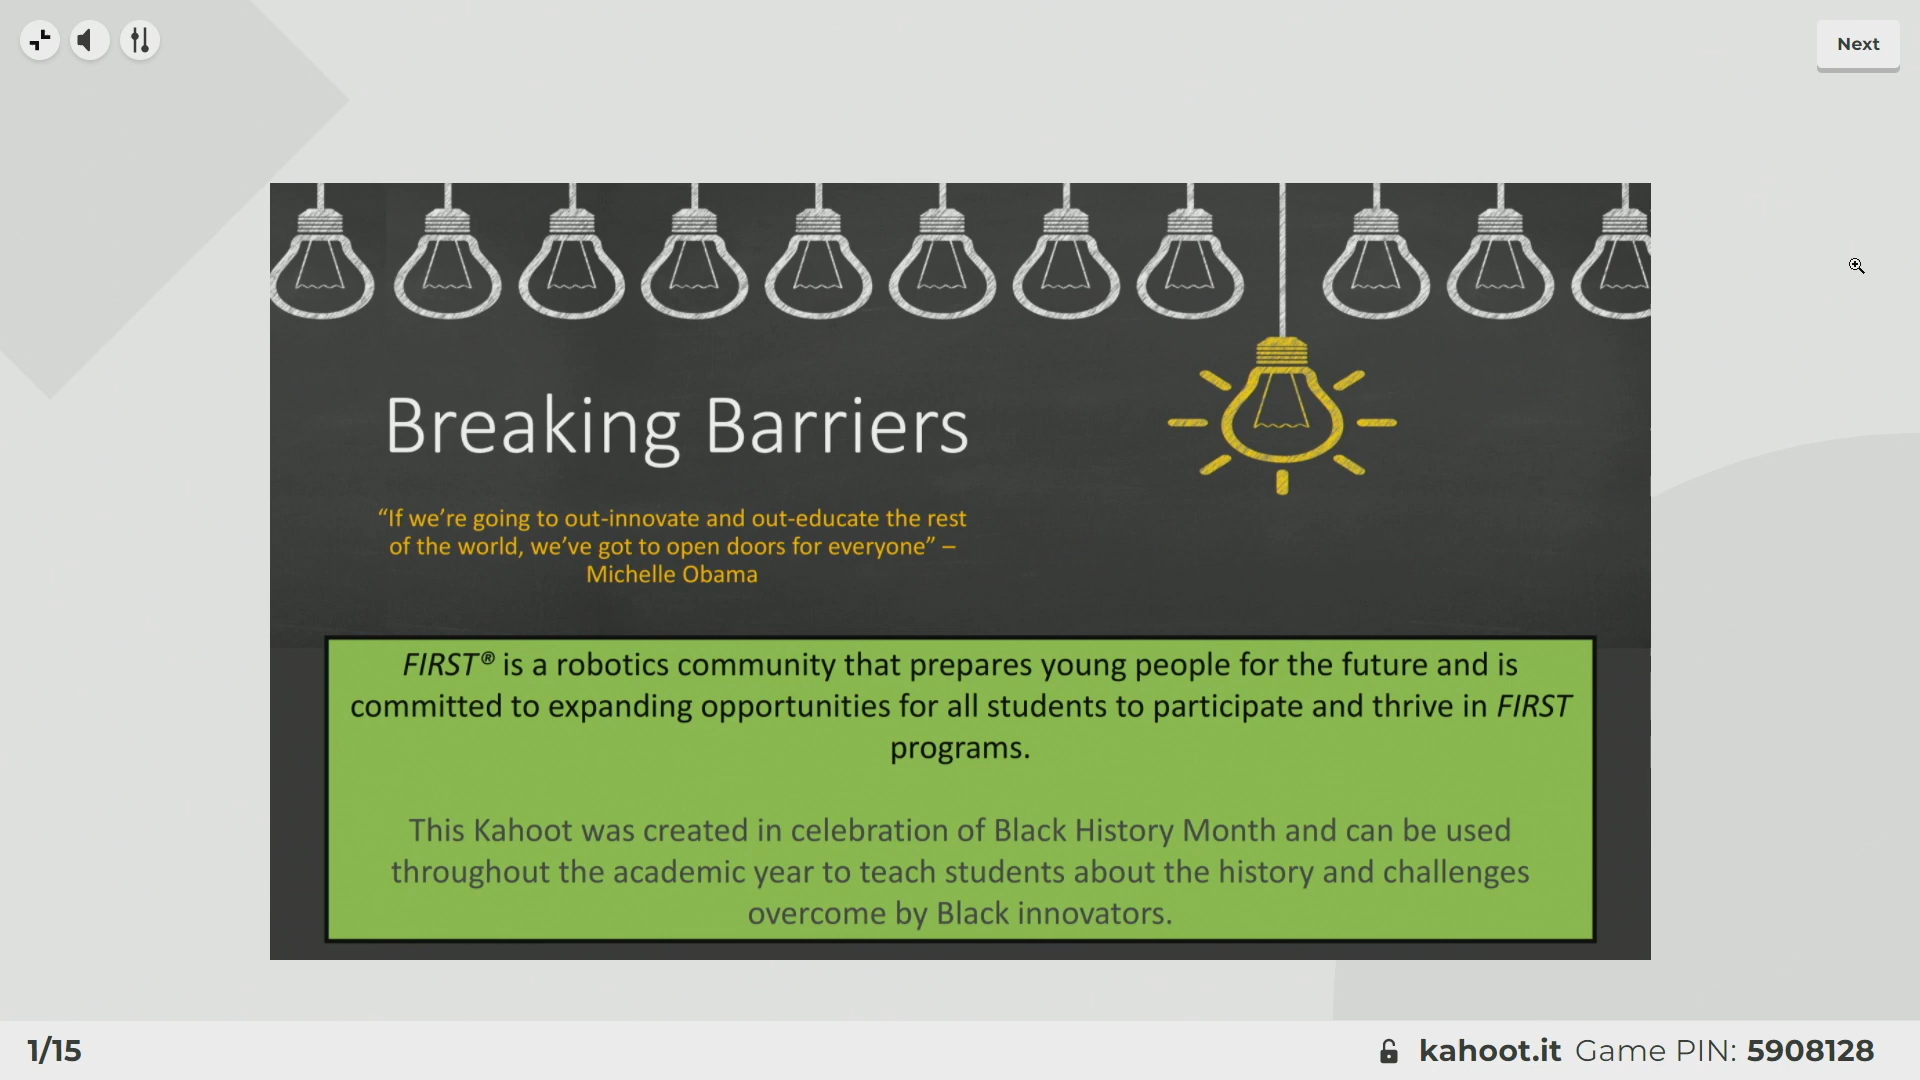 Next
Breaking Barriers
“If we’re going to out-innovate and out-educate the rest
of the world, we’ve got to open doors for everyone” –
Michelle Obama
FIRST® is a robotics community that prepares young people for the future and is
committed to expanding opportunities for all students to participate and thrive in FIRST
programs.
This Kahoot was created in celebration of Black History Month and can be used
throughout the academic year to teach students about the history and challenges
overcome by Black innovators.
1/15
kahoot.it Game PIN: 5908128